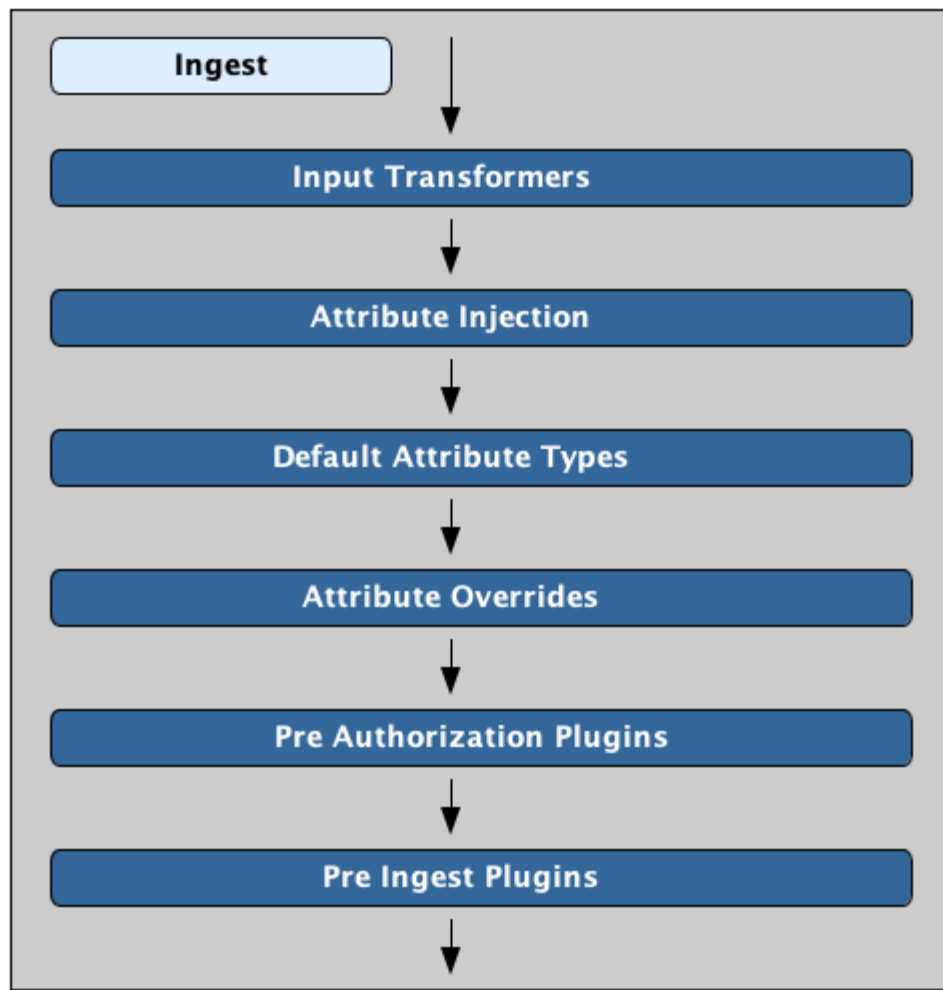 Ingest
Input Transformers
Attribute Injection
Default Attribute Types
Attribute Overrides
Pre Authorization Plugins
Pre Ingest Plugins